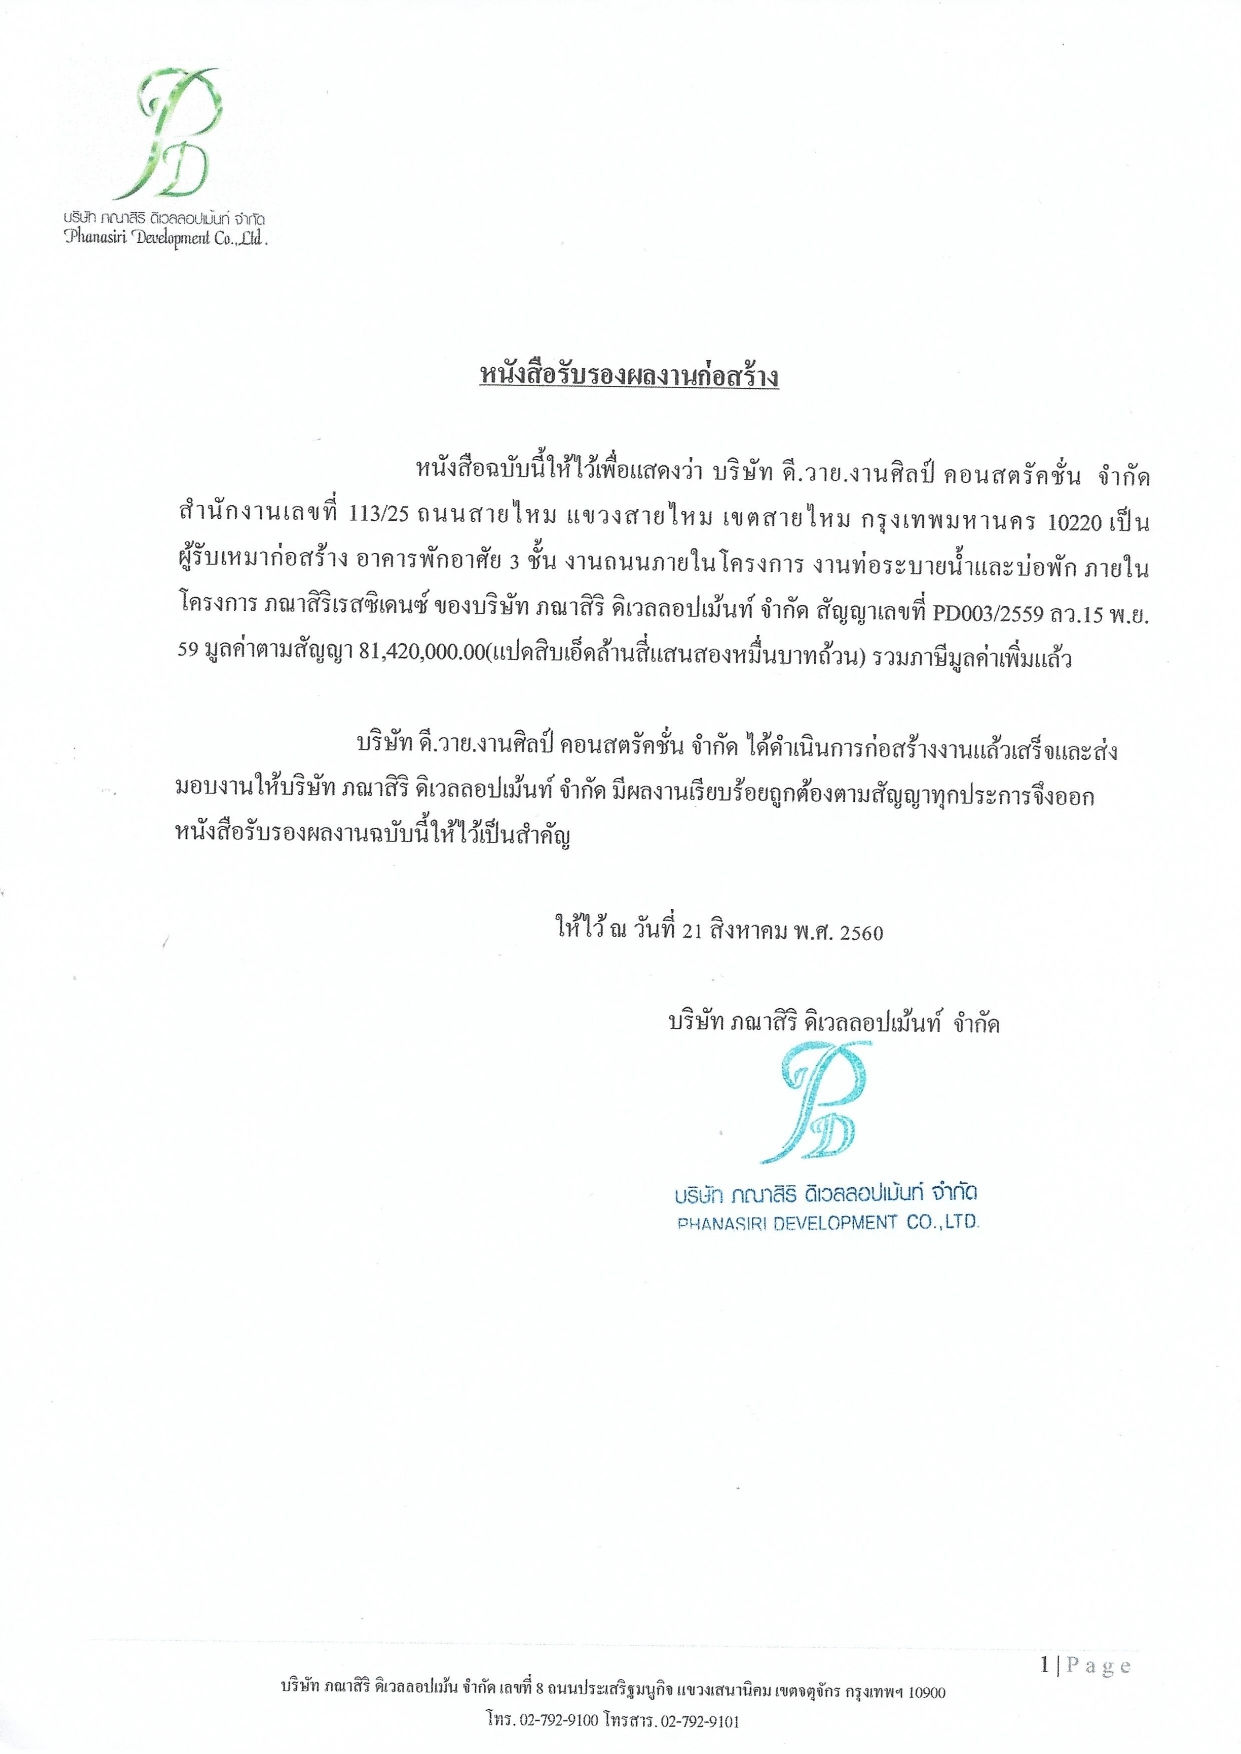 PD
บริษัท ภณาสิริ ดิเวลลอปเม้นท์ จำกัด
Phanasiri Development Co.,Ltd.
หนังสือรับรองผลงานก่อสร้าง
หนังสือฉบับนี้ให้ไว้เพื่อแสดงว่า บริษัท ดี.วาย.งานศิลป์ คอนสตรัคชั่น จำกัด
สำนักงานเลขที่ 113/25 ถนนสายไหม แขวงสายไหม เขตสายไหม กรุงเทพมหานคร 10220 เป็น
ผู้รับเหมาก่อสร้าง อาคารพักอาศัย 3 ชั้น งานถนนภายในโครงการ งานท่อระบายน้ำและบ่อพัก ภายใน
โครงการ ภณาสิริเรสซิเดนซ์ ของบริษัท ภณาสิริ ดิเวลลอปเม้นท์ จำกัด สัญญาเลขที่ PD003/2559 ลว.15 พ.ย.
59 มูลค่าตามสัญญา 81,420,000.00(แปดสิบเอ็ดล้านสี่แสนสองหมื่นบาทถ้วน) รวมภาษีมูลค่าเพิ่มแล้ว
บริษัท ดี.วาย.งานศิลป์ คอนสตรัคชั่น จำกัด ได้ดำเนินการก่อสร้างงานแล้วเสร็จและส่ง
มอบงานให้บริษัท ภณาสิริ ดิเวลลอปเม้นท์ จำกัด มีผลงานเรียบร้อยถูกต้องตามสัญญาทุกประการจึงออก
หนังสือรับรองผลงานฉบับนี้ให้ไว้เป็นสำคัญ
ให้ไว้ ณ วันที่ 21 สิงหาคม พ.ศ. 2560
บริษัท ภณาสิริ ดิเวลลอปเม้นท์ จำกัด
PD
บริษัท ภณาสิริ ดิเวลลอปเม้นท์ จำกัด
PHANASIRI DEVELOPMENT CO.,LTD.
1 | Page
บริษัท ภณาสิริ ดิเวลลอปเม้น จำกัด เลขที่ 8 ถนนประเสริฐมนูกิจ แขวงเสนานิคม เขตจตุจักร กรุงเทพฯ 10900
โทร. 02-792-9100 โทรสาร. 02-792-9101